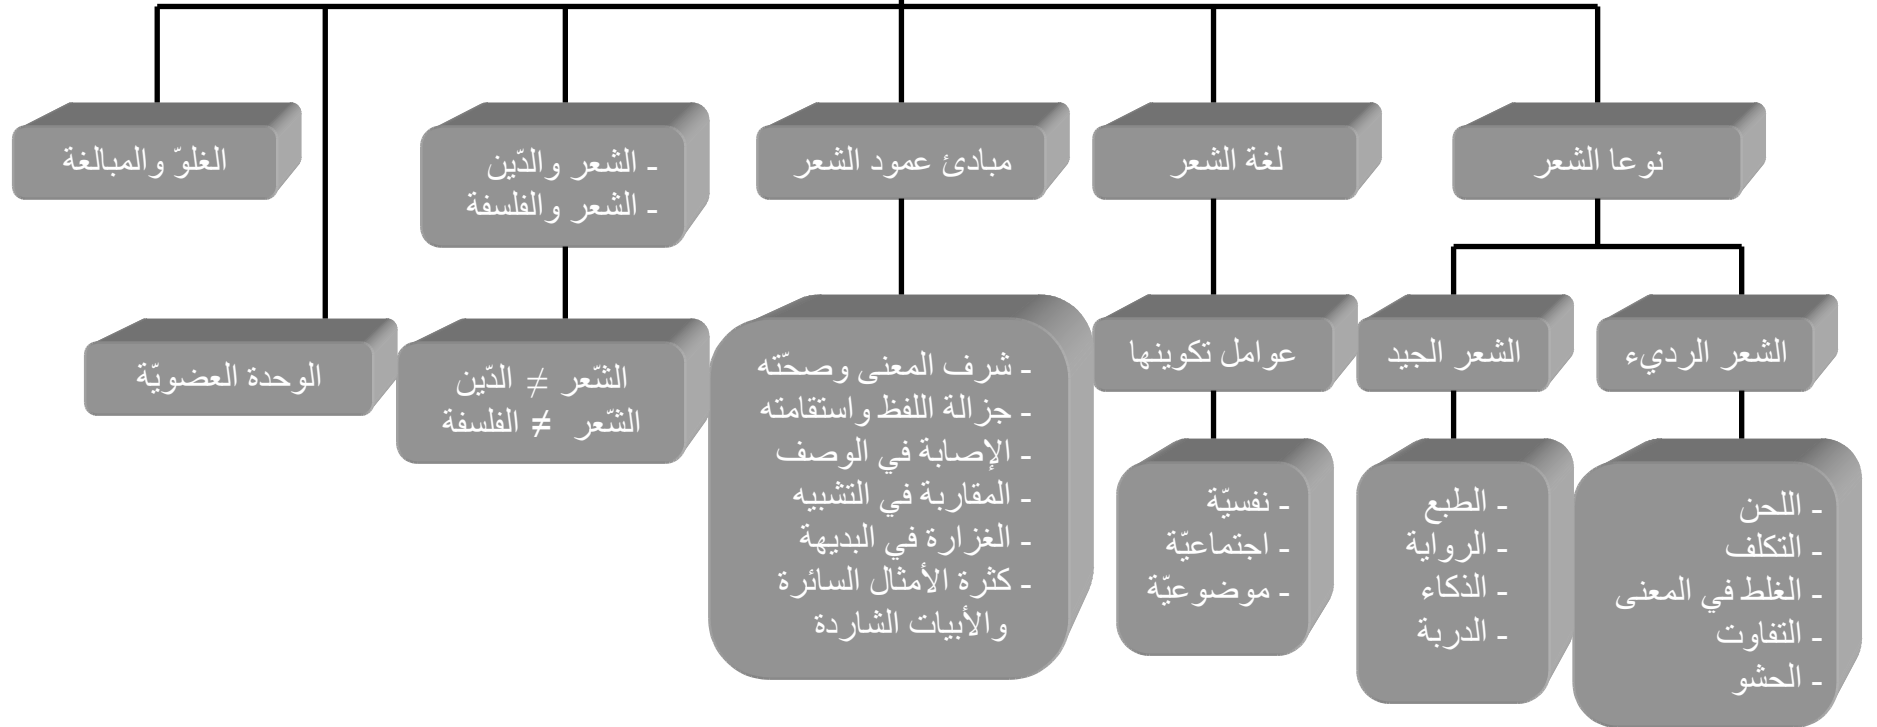 نوعا الشعر
لغة الشعر
مبادئ عمود الشعر
- الشعر والدّين
- الشعر والفلسفة
الغلوّ والمبالغة
الشعر الرديء
الشعر الجيد
عوامل تكوينها
- شرف المعنى وصحّته
- جزالة اللفظ واستقامته
- الإصابة في الوصف
- المقاربة في التشبيه
- الغزارة في البديهة
- كثرة الأمثال السائرة
والأبيات الشاردة
الشّعر ≠ الدّين
الشّعر ≠ الفلسفة
الوحدة العضويّة
- اللحن
- التكلف
- الغلط في المعنى
- التفاوت
- الحشو
- الطبع
- الرواية
- الذكاء
- الدربة
- نفسيّة
- اجتماعيّة
- موضوعيّة